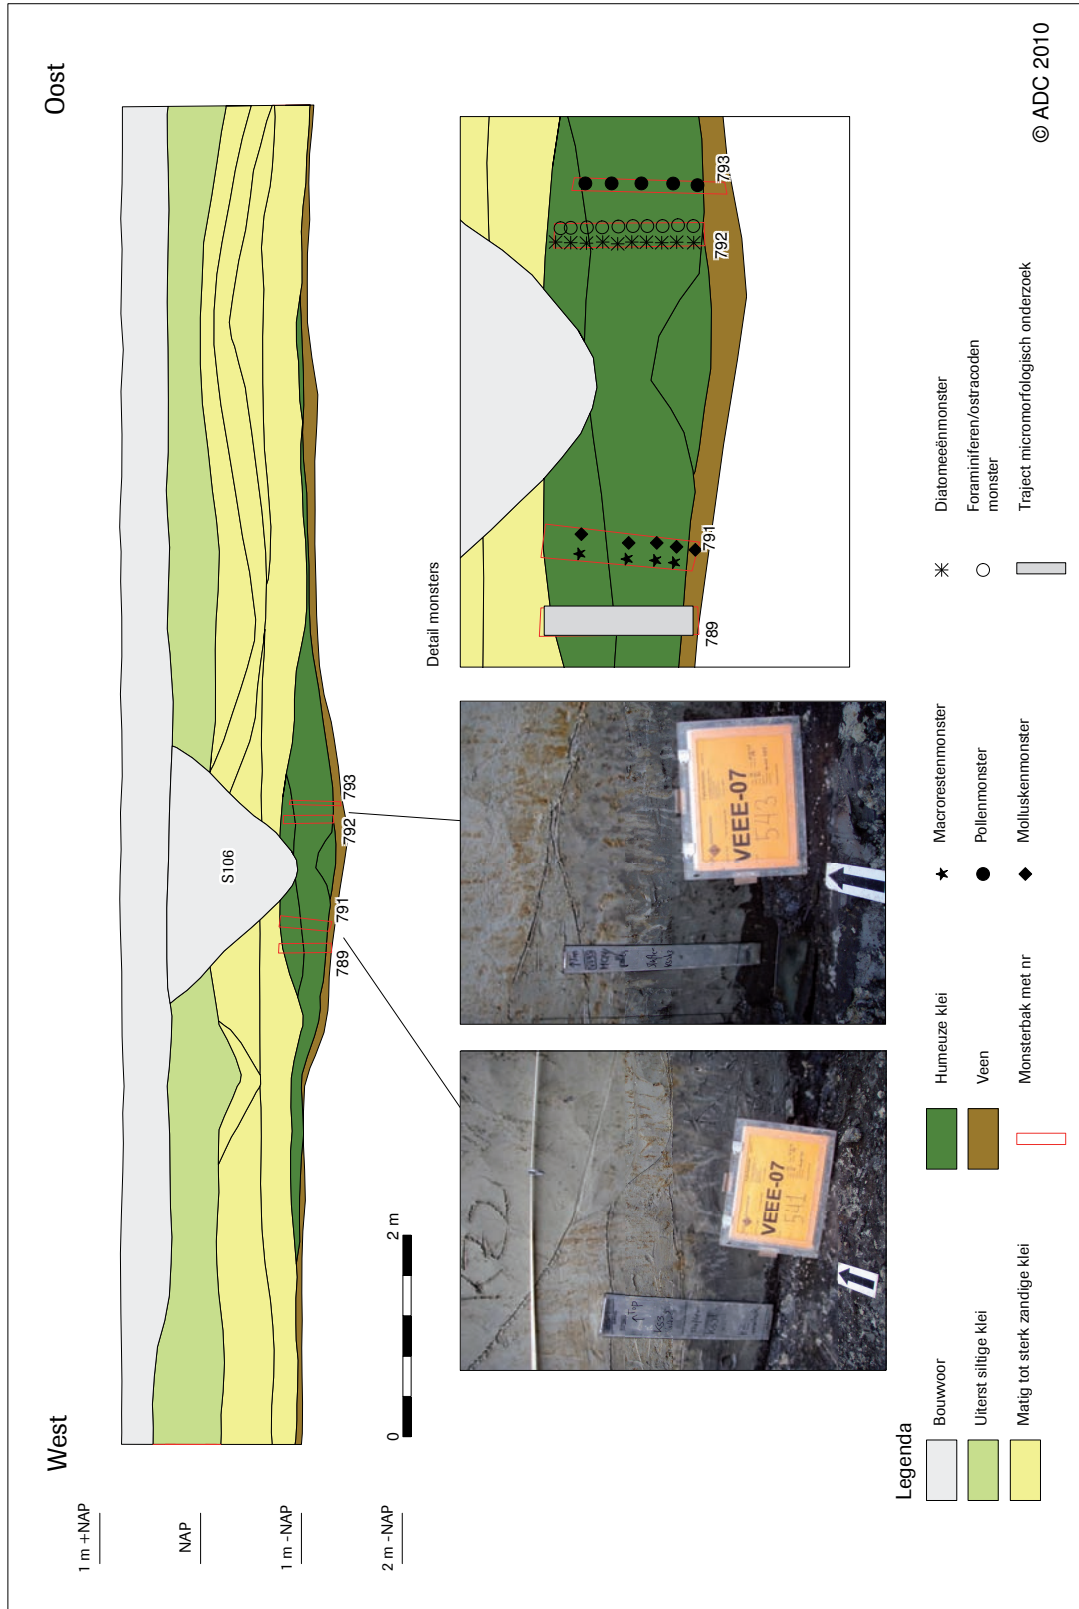 West
Oost
1 m +NAP
NAP
1 m -NAP
2 m -NAP
S106
789
791
792
793
0
2 m
Detail monsters
789
791
792
793
VEEE-07
541
VEEE-07
543
Legenda
Bouwvoor
Uiterst siltige klei
Matig tot sterk zandige klei
Humeuze klei
Veen
Monsterbak met nr
Macrorestenmonster
Pollenmonster
Molluskenmonster
Diatomeeënmonster
Foraminiferen/ostracoden
monster
Traject micromorfologisch onderzoek
© ADC 2010